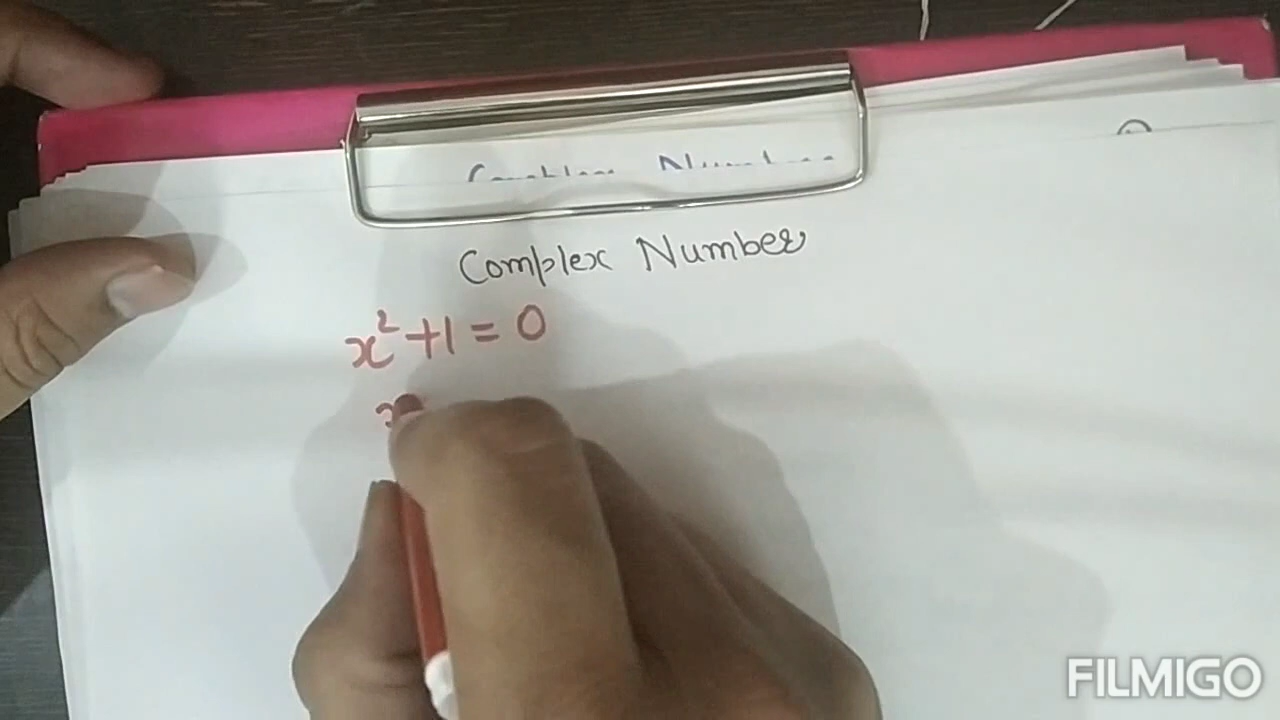 Complex Number
x² + 1 = 0
x
FILMIGO